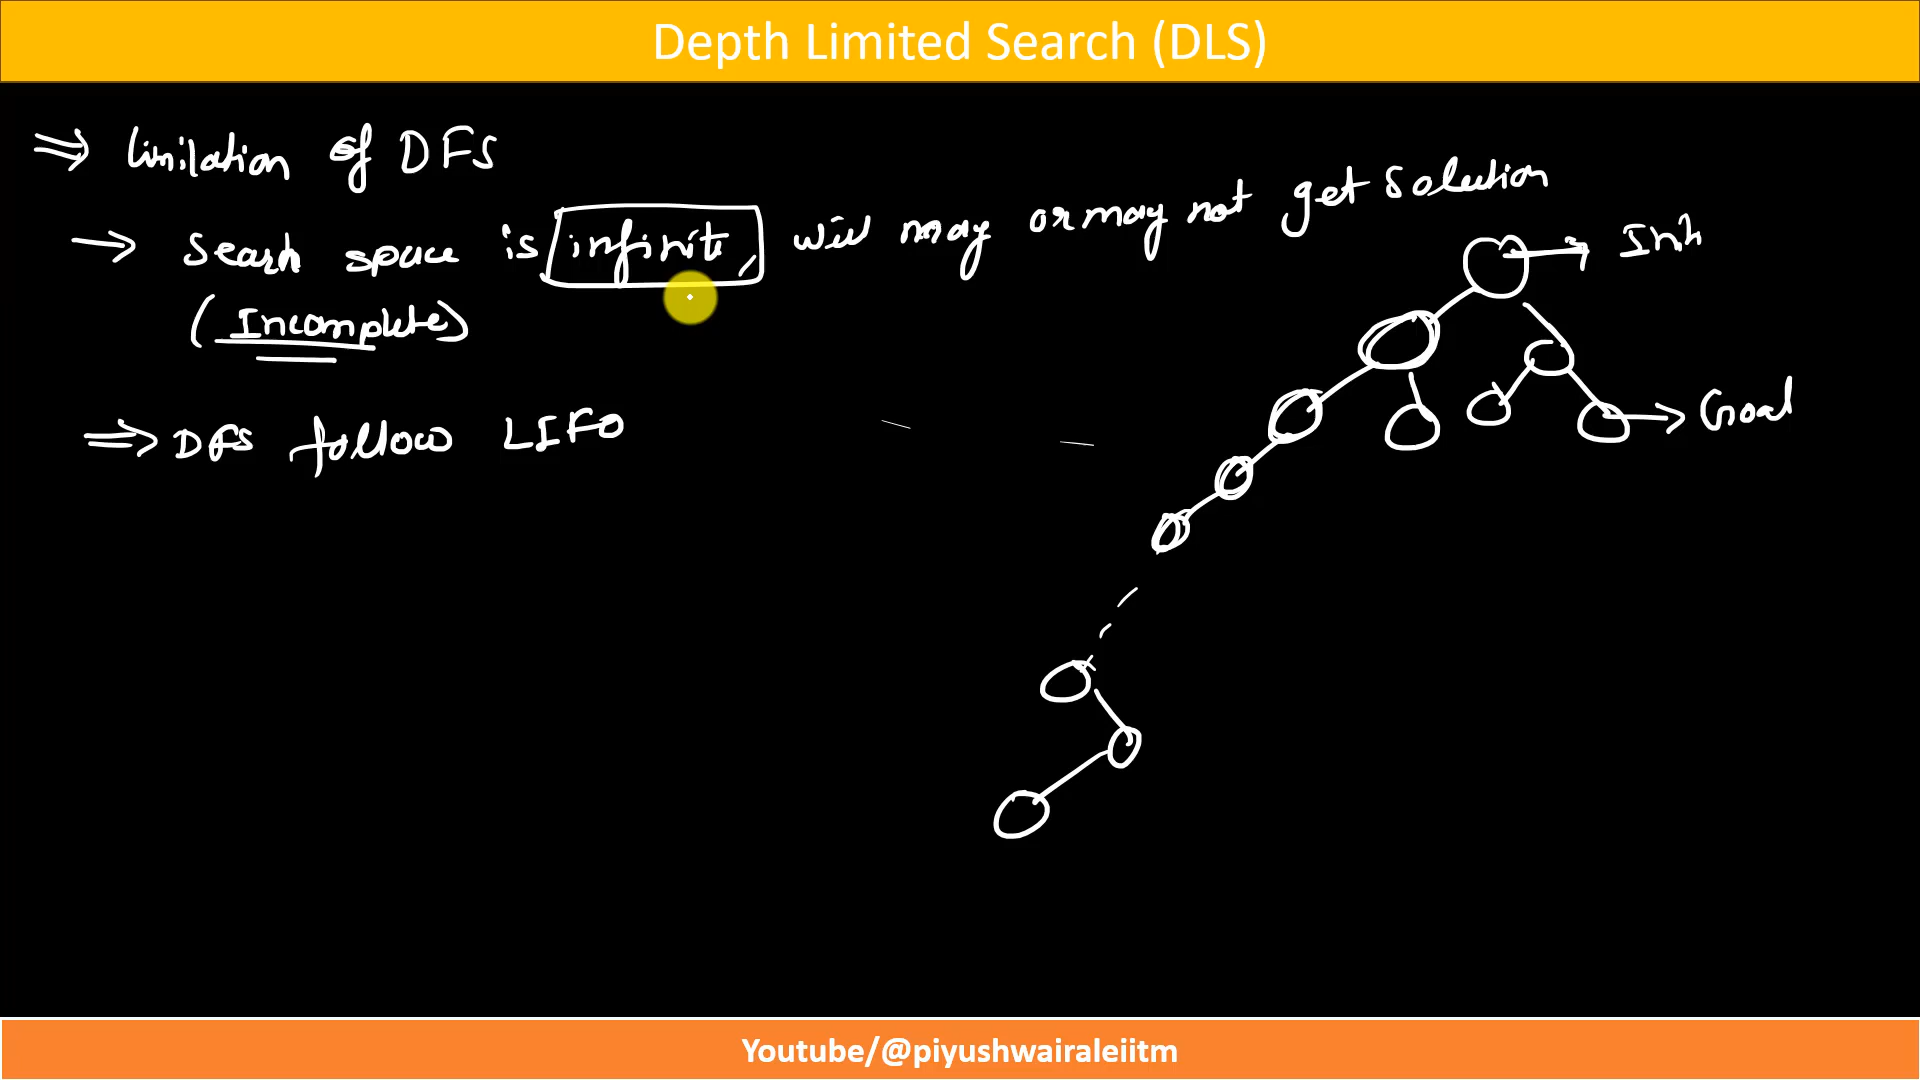 Depth Limited Search (DLS)
⇒ Limitation of DFS
→ Search space is infinite, will may or may not get solution
(Incomplete)
Init
Goal
⇒ DFS follow LIFO
Youtube/@piyushwairaleiitm